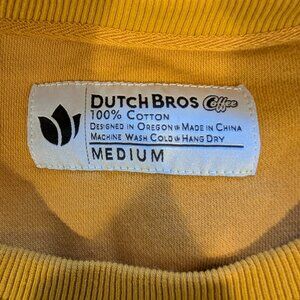 DUTCH BROS Coffee
100% COTTON
DESIGNED IN OREGON MADE IN CHINA
MACHINE WASH COLD HANG DRY
MEDIUM